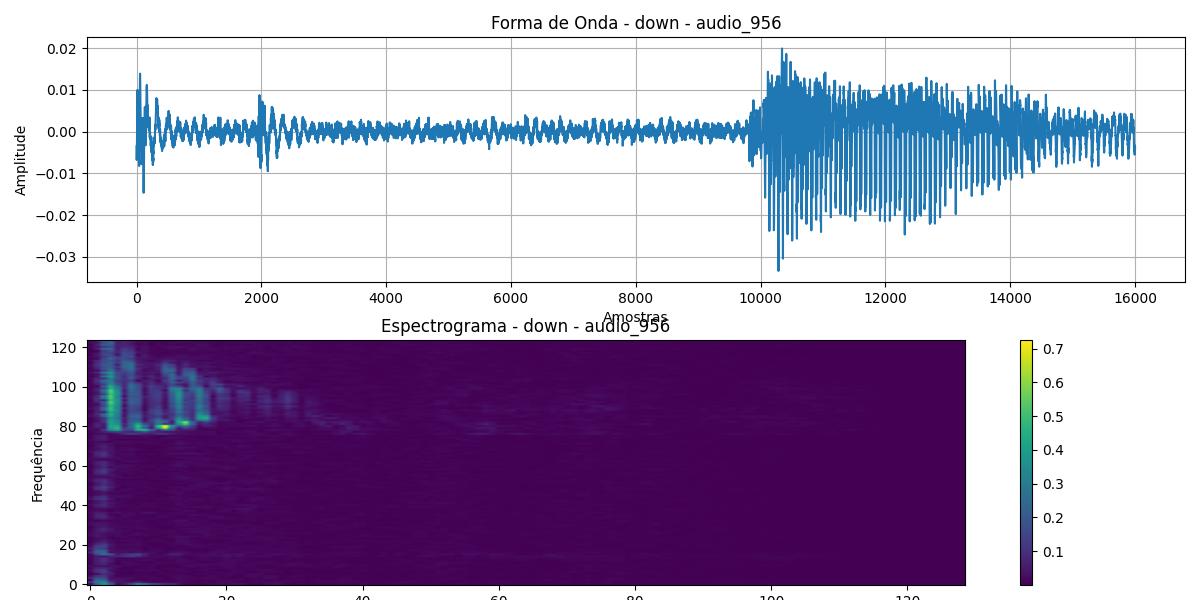 Forma de Onda - down - audio_956
0.02
0.01
0.00
−0.01
−0.02
−0.03
Amplitude
0 2000 4000 6000 8000 10000 12000 14000 16000
Amostras
Espectrograma - down - audio_956
120
100
80
60
40
20
0
Frequência
0 20 40 60 80 100 120
0.7
0.6
0.5
0.4
0.3
0.2
0.1